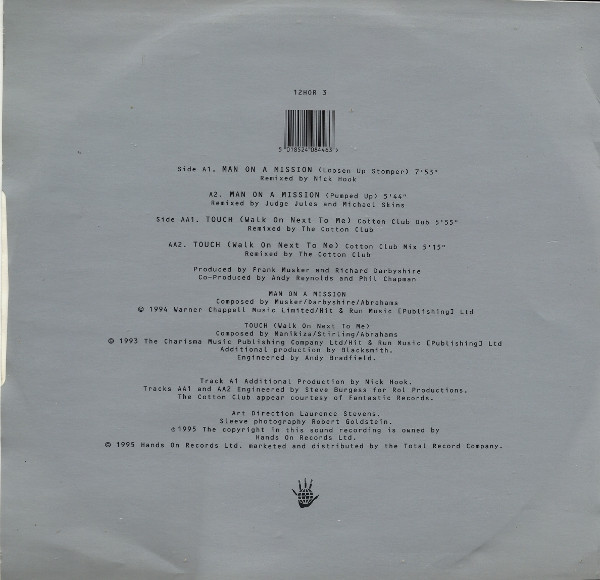 12HOR 3
5 018524 084463 >
Side A1. MAN ON A MISSION (Loosen Up Stomper) 7'53"
Remixed by Nick Hook
A2. MAN ON A MISSION (Pumped Up) 5'44"
Remixed by Judge Jules and Michael Skins
Side AA1. TOUCH (Walk On Next To Me) Cotton Club Dub 5'55"
Remixed by The Cotton Club
AA2. TOUCH (Walk On Next To Me) Cotton Club Mix 5'15"
Remixed by The Cotton Club
Produced by Frank Musker and Richard Darbyshire
Co-Produced by Andy Reynolds and Phil Chapman
MAN ON A MISSION
Composed by Musker/Darbyshire/Abrahams
© 1994 Warner Chappell Music Limited/Hit & Run Music [Publishing] Ltd
TOUCH (Walk On Next To Me)
Composed by Manikiza/Stirling/Abrahams
© 1993 The Charisma Music Publishing Company Ltd/Hit & Run Music [Publishing] Ltd
Additional production by Blacksmith.
Engineered by Andy Bradfield.
Track A1 Additional Production by Nick Hook.
Tracks AA1 and AA2 Engineered by Steve Burgess for Rol Productions.
The Cotton Club appear courtesy of Fantastic Records.
Art Direction Laurence Stevens.
Sleeve photography Robert Goldstein.
℗1995 The copyright in this sound recording is owned by
Hands On Records Ltd.
© 1995 Hands On Records Ltd. marketed and distributed by the Total Record Company.